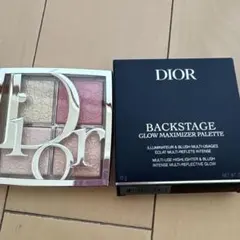 Dior
DIOR
BACKSTAGE
GLOW MAXIMIZER PALETTE
ILLUMINATEUR & BLUSH MULTI-USAGES
ÉCLAT MULTI-REFLETS INTENSE
MULTI-USE HIGHLIGHTER & BLUSH
INTENSE MULTI-REFLECTIVE GLOW